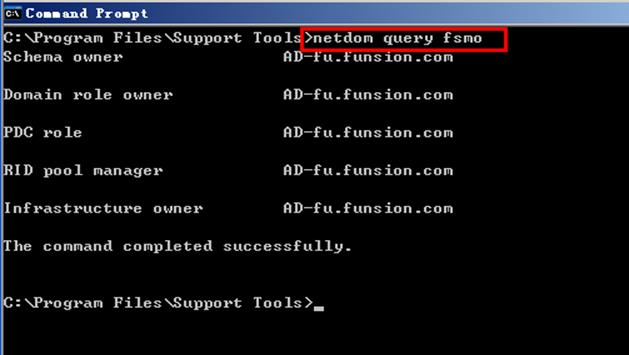 C:\ Command Prompt
C:\Program Files\Support Tools>netdom query fsmo
Schema owner AD-fu.funsion.com
Domain role owner AD-fu.funsion.com
PDC role AD-fu.funsion.com
RID pool manager AD-fu.funsion.com
Infrastructure owner AD-fu.funsion.com
The command completed successfully.
C:\Program Files\Support Tools>_